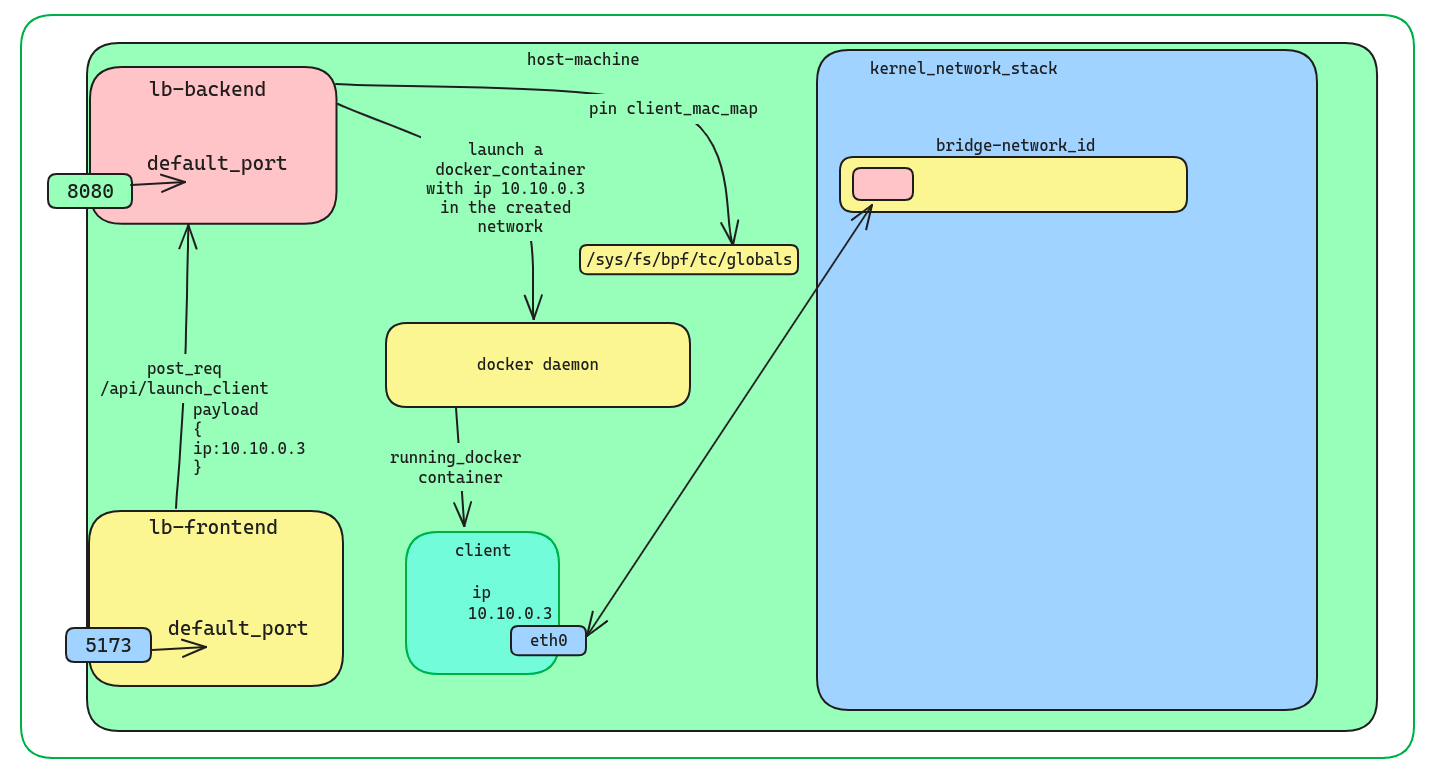 host-machine
kernel_network_stack
lb-backend
pin client_mac_map
default_port
8080
launch a
docker_container
with ip 10.10.0.3
in the created
network
bridge-network_id
/sys/fs/bpf/tc/globals
docker daemon
post_req
/api/launch_client
payload
{
ip:10.10.0.3
}
running_docker
container
lb-frontend
default_port
5173
client
ip
10.10.0.3
eth0